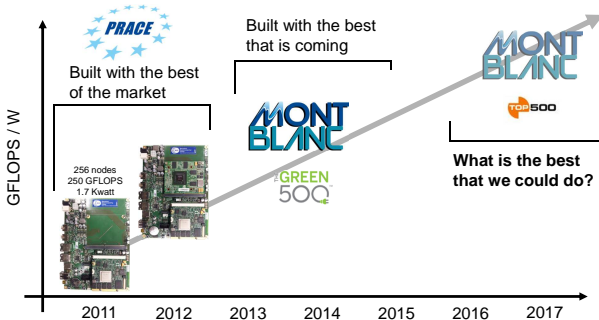 PRACE
Built with the best
of the market
Built with the best
that is coming
MONT
BLANC
MONT
BLANC
TOP500
What is the best
that we could do?
THE GREEN
500
256 nodes
250 GFLOPS
1.7 Kwatt
GFLOPS / W
2011 2012 2013 2014 2015 2016 2017